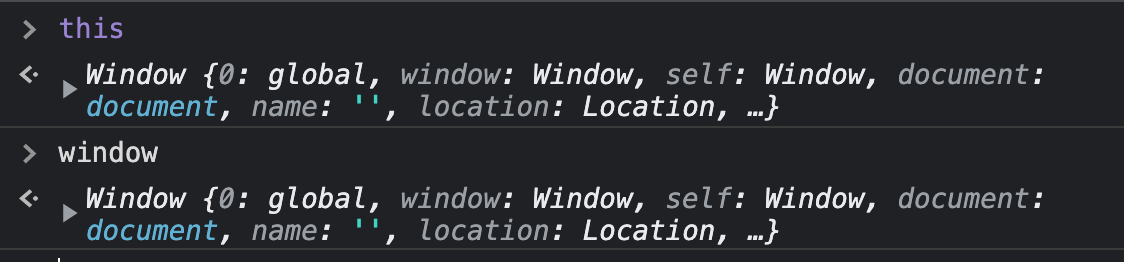 > this
Window {0: global, window: Window, self: Window, document:
document, name: '', location: Location, …}
> window
Window {0: global, window: Window, self: Window, document:
document, name: '', location: Location, …}